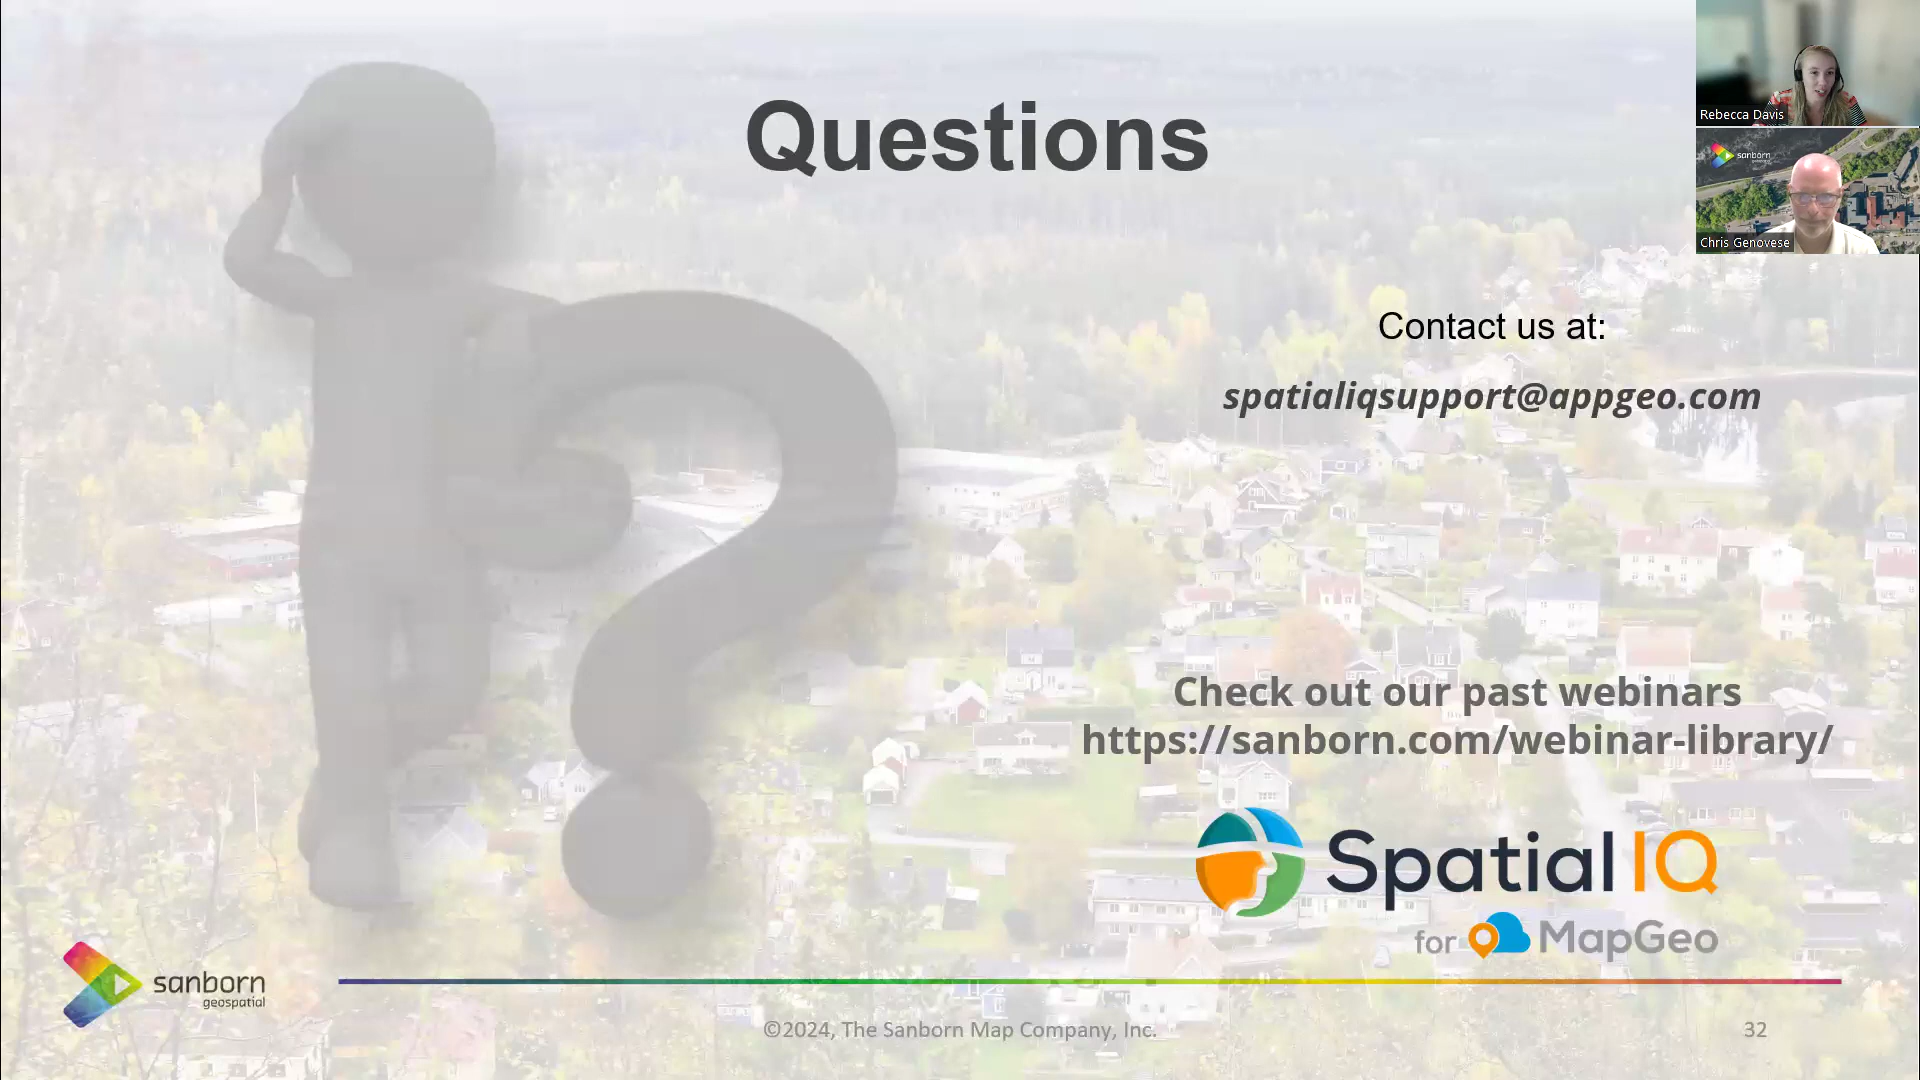 Questions
Rebecca Davis
sanborn
Chris Genovese
Contact us at:
spatialiqsupport@appgeo.com
Check out our past webinars
https://sanborn.com/webinar-library/
Spatial IQ
for MapGeo
sanborn
geospatial
©2024, The Sanborn Map Company, Inc.
32